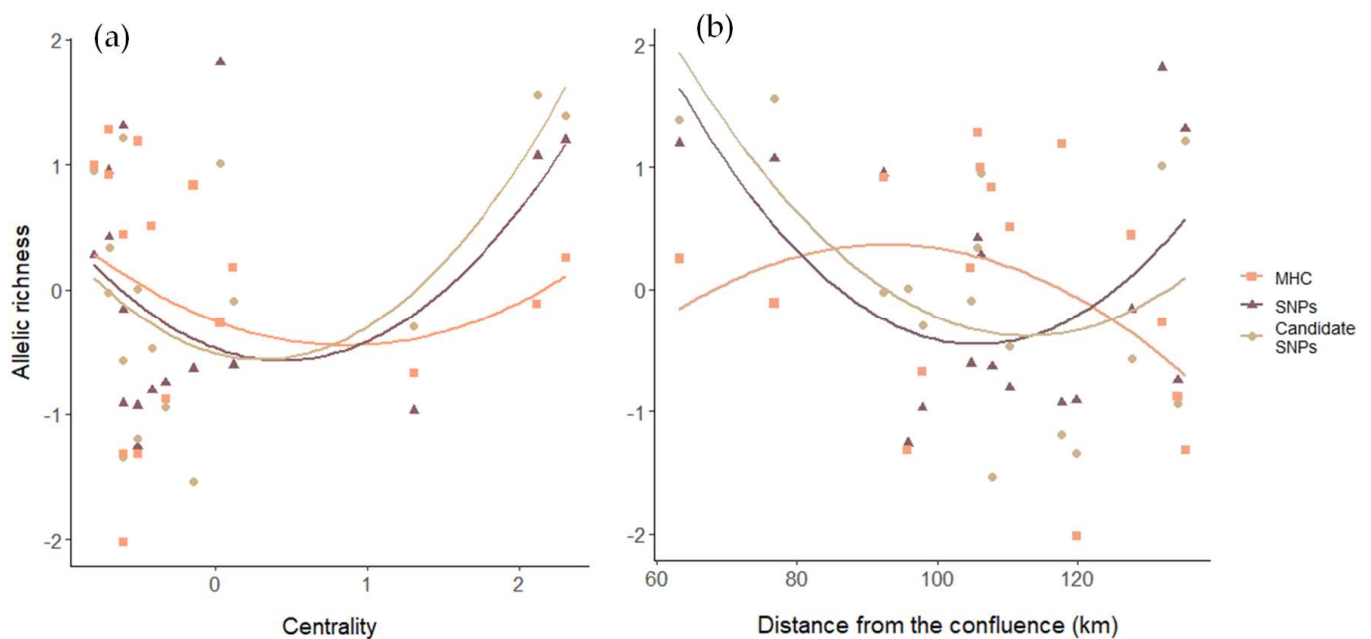 (a)
(b)
Allelic richness
2
1
0
-1
-2
0
1
2
Centrality
2
1
0
-1
-2
60
80
100
120
Distance from the confluence (km)
MHC
SNPs
Candidate
SNPs